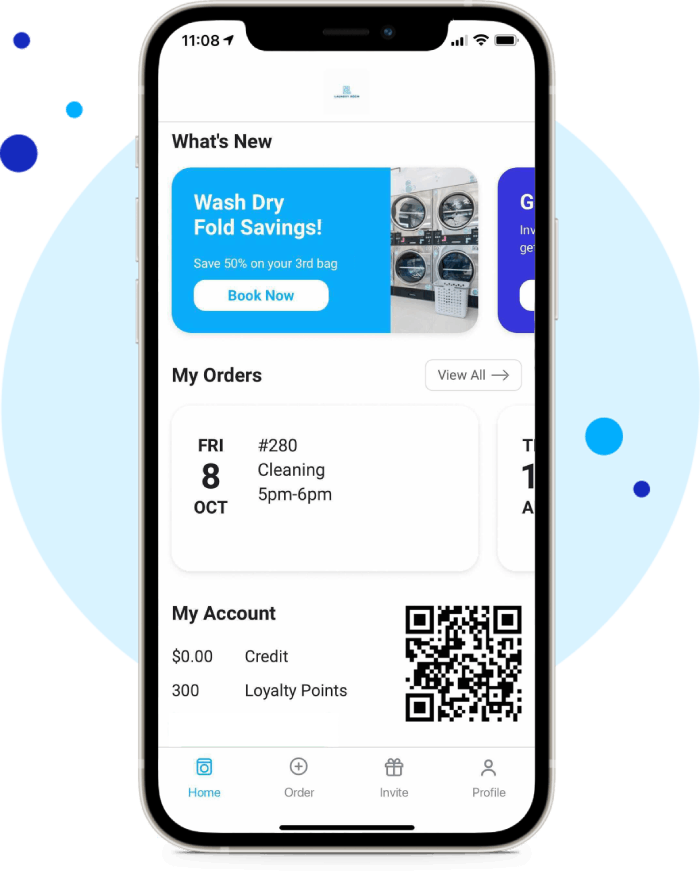 11:08
What's New
Wash Dry
Fold Savings!
Save 50% on your 3rd bag
Book Now
G
Inv
get
My Orders
View All
FRI
8
OCT
#280
Cleaning
5pm-6pm
My Account
$0.00 Credit
300 Loyalty Points
Home
Order
Invite
Profile